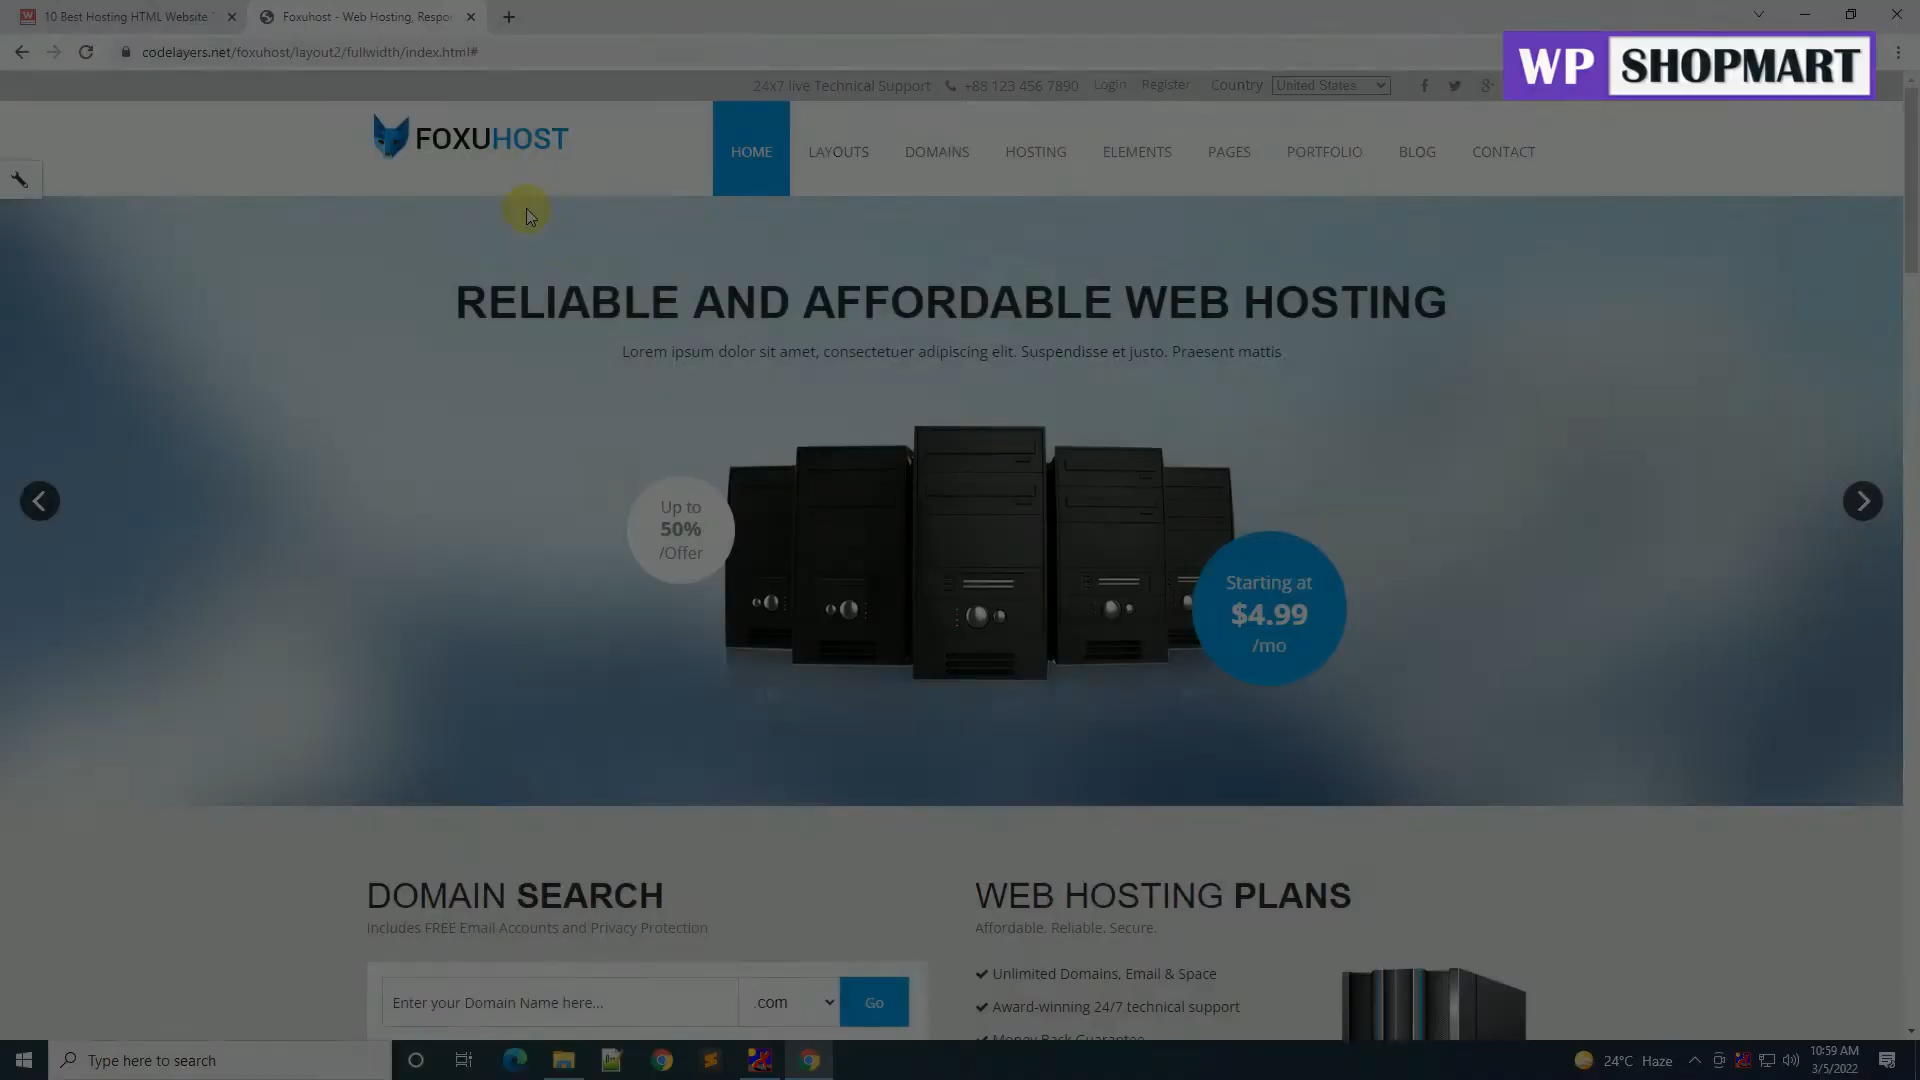 10 Best Hosting HTML Website
Foxuhost - Web Hosting, Respo
codelayers.net/foxuhost/layout2/fullwidth/index.html#
WP SHOPMART
24x7 live Technical Support +88 123 456 7890 Login Register Country United States
FOXUHOST
HOME LAYOUTS DOMAINS HOSTING ELEMENTS PAGES PORTFOLIO BLOG CONTACT
RELIABLE AND AFFORDABLE WEB HOSTING
Lorem ipsum dolor sit amet, consectetuer adipiscing elit. Suspendisse et justo. Praesent mattis
Up to
50%
/Offer
Starting at
$4.99
/mo
DOMAIN SEARCH
Includes FREE Email Accounts and Privacy Protection
Enter your Domain Name here...
.com
Go
WEB HOSTING PLANS
Affordable. Reliable. Secure.
Unlimited Domains, Email & Space
Award-winning 24/7 technical support
Money Back Guarantee
Type here to search
24°C Haze
10:59 AM
3/5/2022